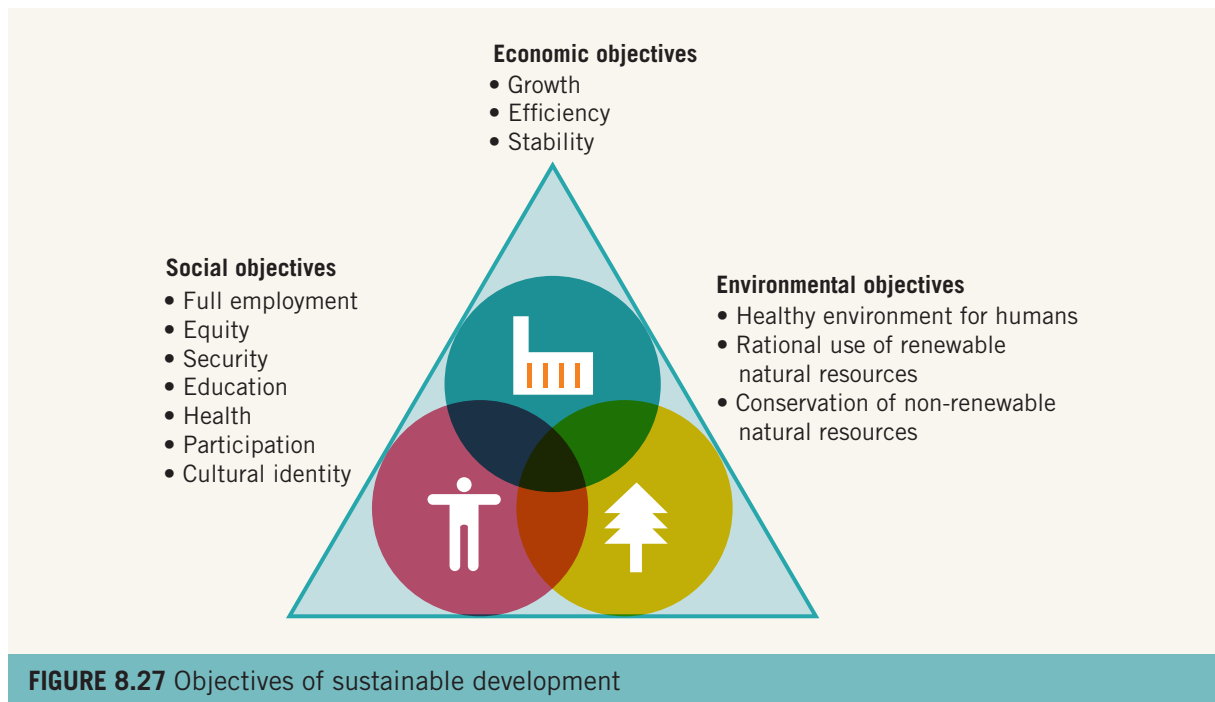 Economic objectives
• Growth
• Efficiency
• Stability
Social objectives
• Full employment
• Equity
• Security
• Education
• Health
• Participation
• Cultural identity
Environmental objectives
• Healthy environment for humans
• Rational use of renewable
natural resources
• Conservation of non-renewable
natural resources
FIGURE 8.27 Objectives of sustainable development